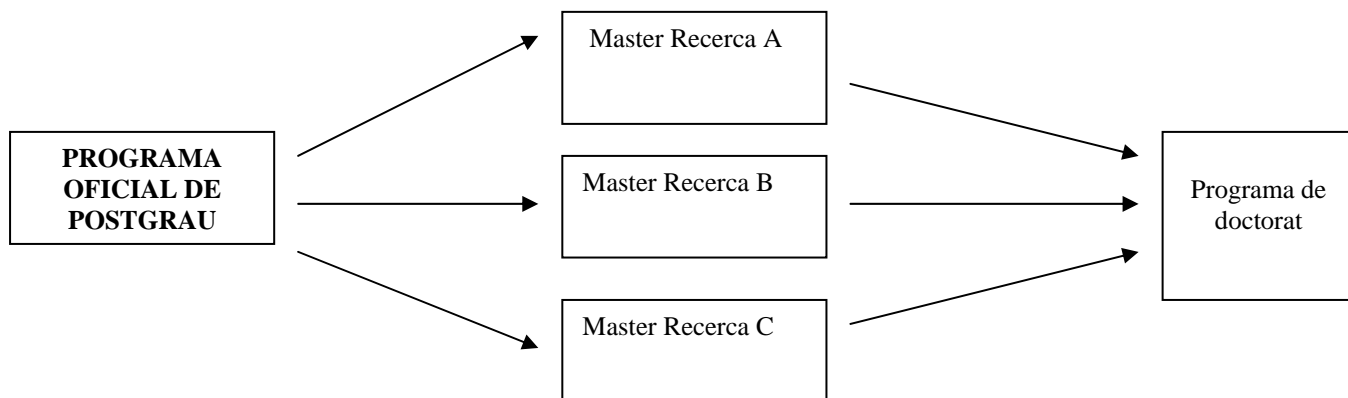 Master Recerca A
PROGRAMA
OFICIAL DE
POSTGRAU
Master Recerca B
Programa de
doctorat
Master Recerca C